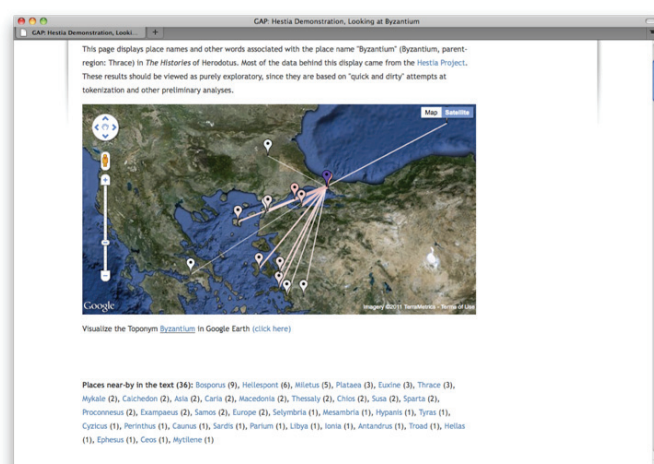 GAP: Hestia Demonstration, Looking at Byzantium
GAP: Hestia Demonstration, Looki...
This page displays place names and other words associated with the place name "Byzantium" (Byzantium, parent-
region: Thrace) in The Histories of Herodotus. Most of the data behind this display came from the Hestia Project.
These results should be viewed as purely exploratory, since they are based on "quick and dirty" attempts at
tokenization and other preliminary analyses.
Map Satellite
Google
Imagery ©2011 TerraMetrics - Terms of Use
Visualize the Toponym Byzantium in Google Earth (click here)
Places near-by in the text (36): Bosporus (9), Hellespont (6), Miletus (5), Plataea (3), Euxine (3), Thrace (3),
Mykale (2), Calchedon (2), Asia (2), Caria (2), Macedonia (2), Thessaly (2), Chios (2), Susa (2), Sparta (2),
Proconnesus (2), Exampaeus (2), Samos (2), Europe (2), Selymbria (1), Mesambria (1), Hypanis (1), Tyras (1),
Cyzicus (1), Perinthus (1), Caunus (1), Sardis (1), Parium (1), Libya (1), Ionia (1), Antandrus (1), Troad (1), Hellas
(1), Ephesus (1), Ceos (1), Mytilene (1)